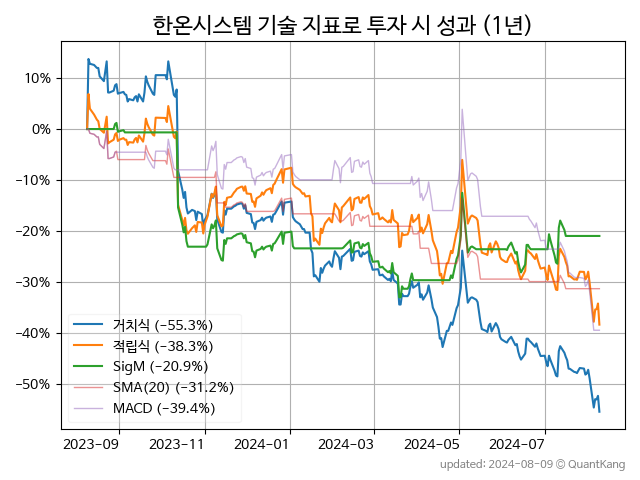 한온시스템 기술 지표로 투자 시 성과 (1년)
10%
0%
−10%
−20%
−30%
−40%
−50%
거치식 (−55.3%)
적립식 (−38.3%)
SigM (−20.9%)
SMA(20) (−31.2%)
MACD (−39.4%)
2023-09
2023-11
2024-01
2024-03
2024-05
2024-07
updated: 2024-08-09 © QuantKang